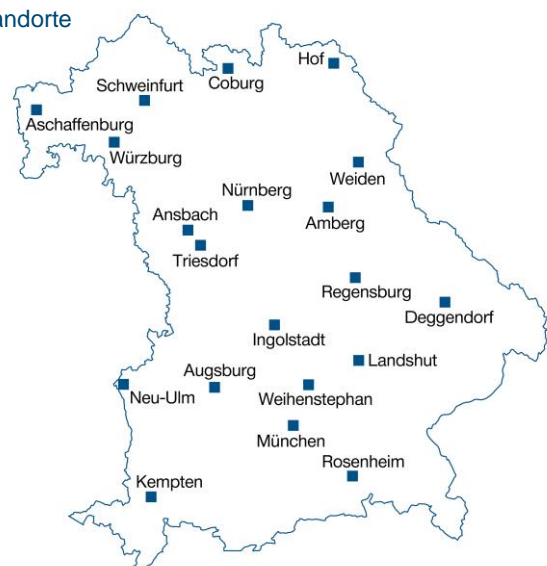 andorte
Hof
Coburg
Schweinfurt
Aschaffenburg
Würzburg
Weiden
Nürnberg
Amberg
Ansbach
Triesdorf
Regensburg
Deggendorf
Ingolstadt
Landshut
Augsburg
Neu-Ulm
Weihenstephan
München
Rosenheim
Kempten